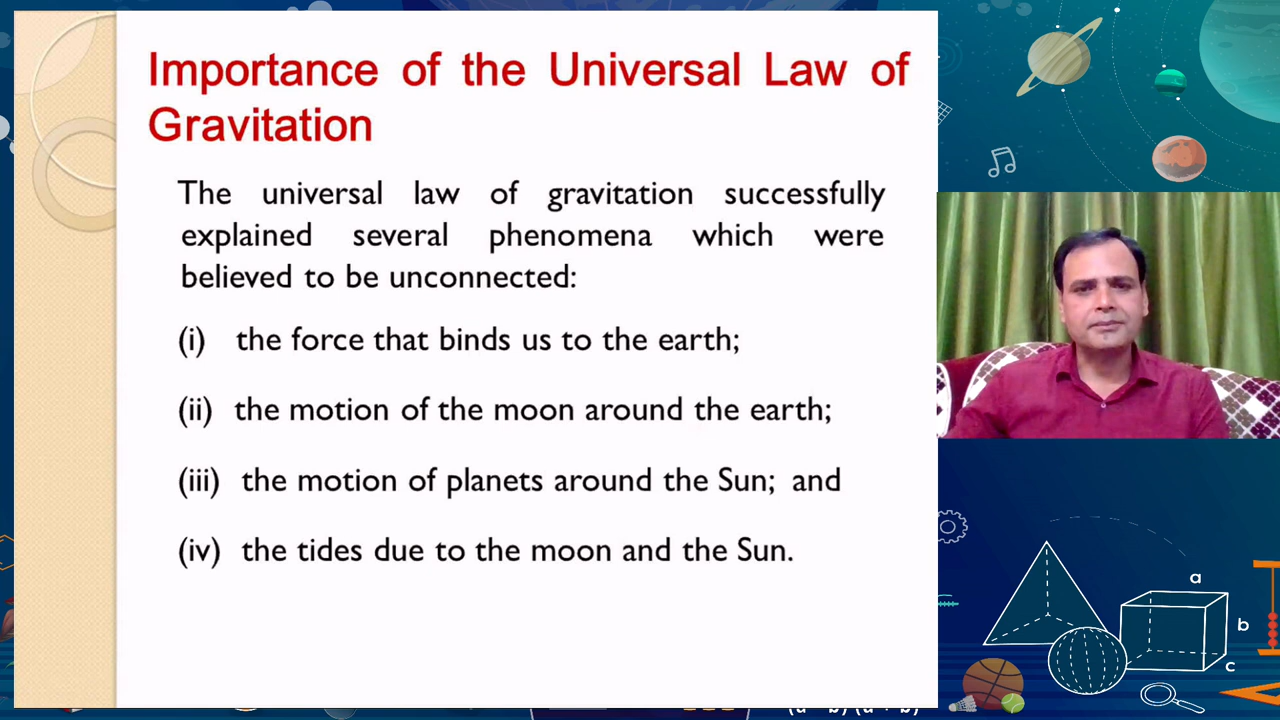 Importance of the Universal Law of
Gravitation
The universal law of gravitation successfully
explained several phenomena which were
believed to be unconnected:
(i) the force that binds us to the earth;
(ii) the motion of the moon around the earth;
(iii) the motion of planets around the Sun; and
(iv) the tides due to the moon and the Sun.
a
b
c